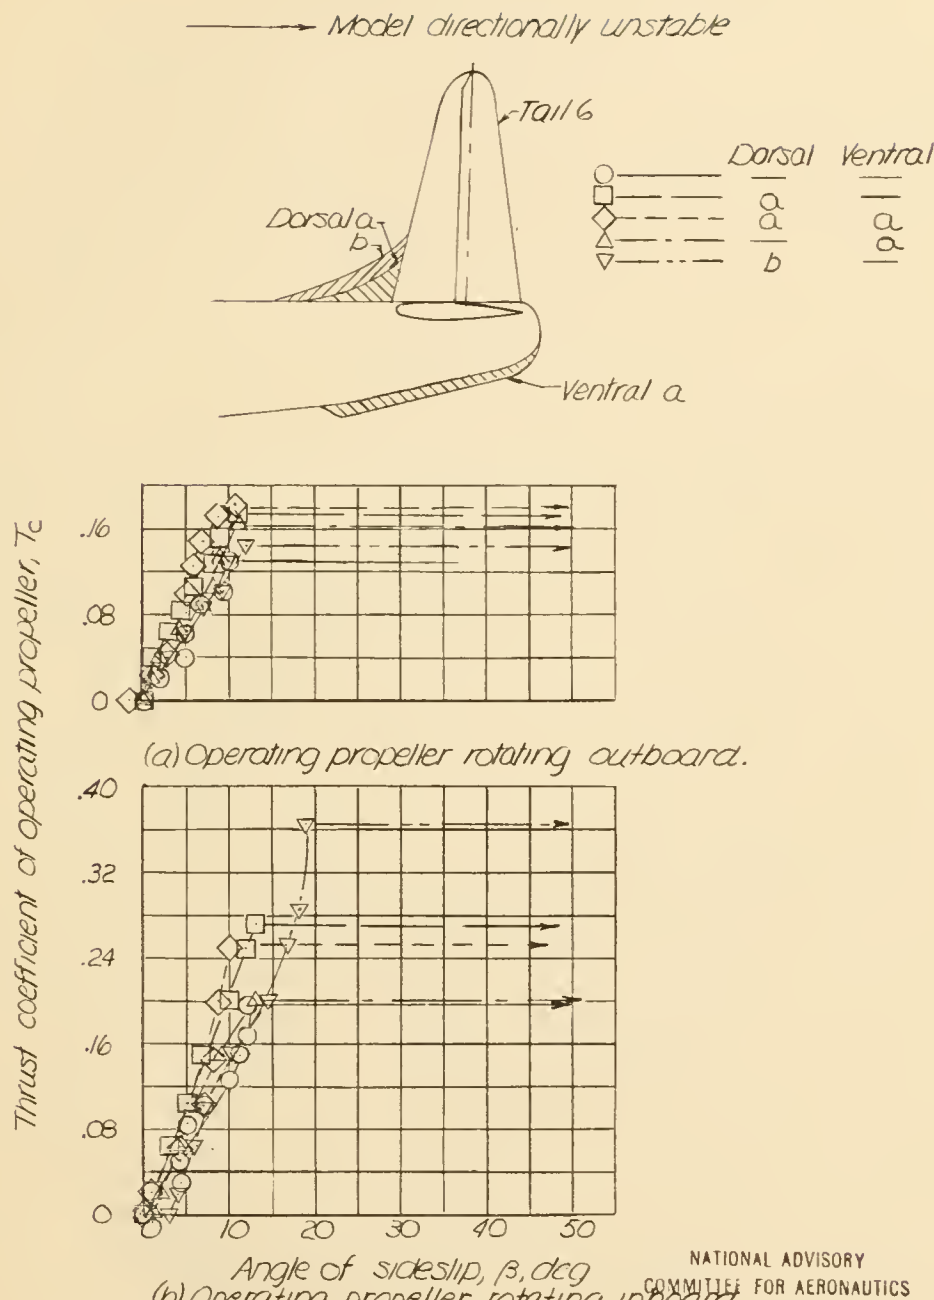 Model directionally unstable
Tail 6
Dorsal Ventral
— —
a —
a a
— a
b —
Dorsal a
b
Ventral a
Thrust coefficient of operating propeller, Tc
.16
.08
0
(a) Operating propeller rotating outboard.
.40
.32
.24
.16
.08
0
0 10 20 30 40 50
Angle of sideslip, β, deg
(b) Operating propeller rotating inboard
NATIONAL ADVISORY
COMMITTEE FOR AERONAUTICS